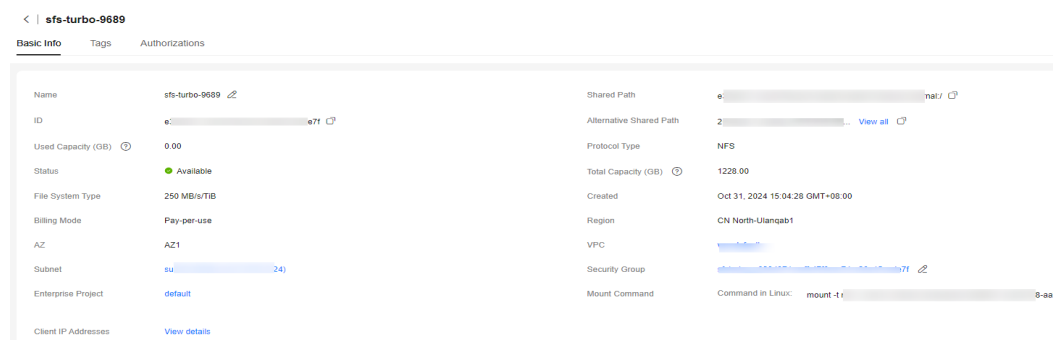 sfs-turbo-9689
Basic Info Tags Authorizations
Name sfs-turbo-9689 Shared Path e nal:/
ID e e7f Alternative Shared Path 2 ... View all
Used Capacity (GB) 0.00 Protocol Type NFS
Status Available Total Capacity (GB) 1228.00
File System Type 250 MB/s/TiB Created Oct 31, 2024 15:04:28 GMT+08:00
Billing Mode Pay-per-use Region CN North-Ulanqab1
AZ AZ1 VPC
Subnet su 24) Security Group 7f
Enterprise Project default Mount Command Command in Linux: mount -t 8-aa
Client IP Addresses View details